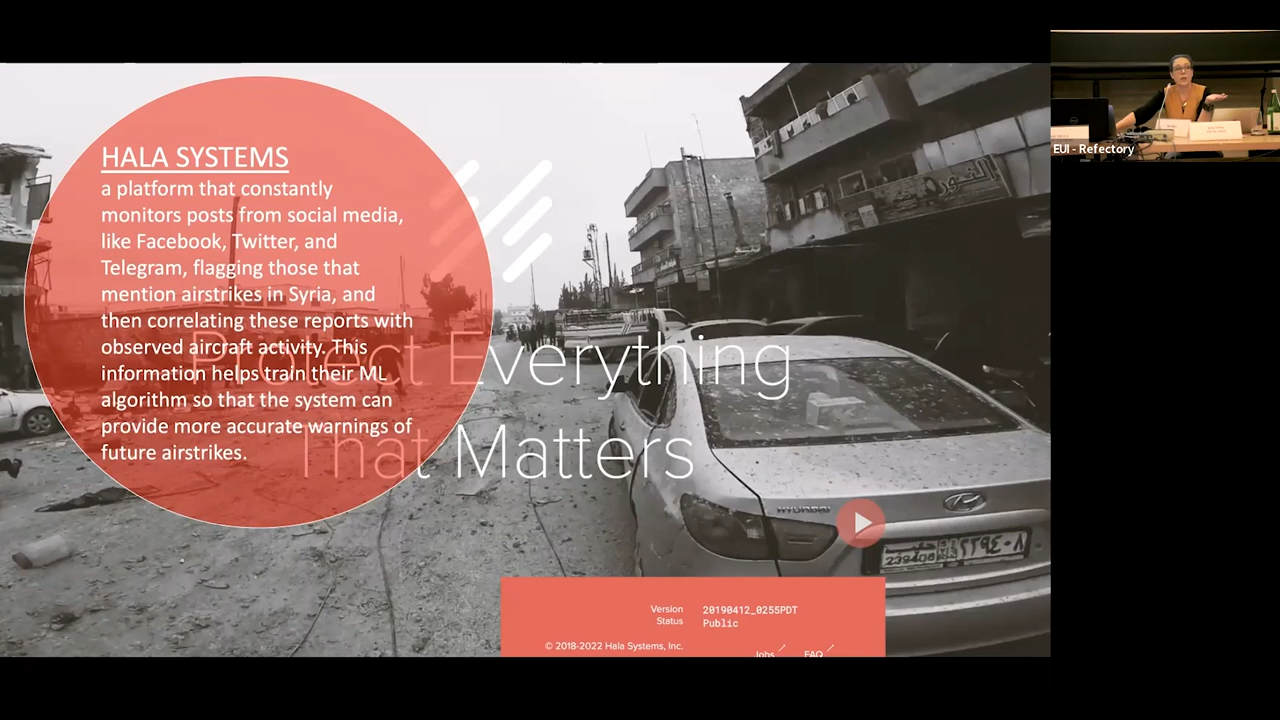 HALA SYSTEMS
a platform that constantly
monitors posts from social media,
like Facebook, Twitter, and
Telegram, flagging those that
mention airstrikes in Syria, and
then correlating these reports with
observed aircraft activity. This
information helps train their ML
algorithm so that the system can
provide more accurate warnings of
future airstrikes.
Protect Everything
That Matters
HYUNDAI
Version 20190412_0255PDT
Status Public
© 2018-2022 Hala Systems, Inc.
Jobs FAQ
EUI - Refectory